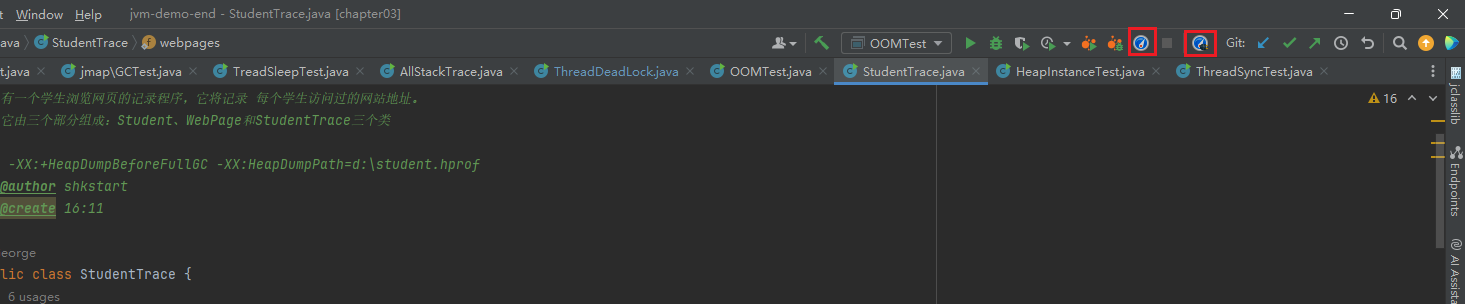 t Window Help jvm-demo-end - StudentTrace.java [chapter03]
ava StudentTrace webpages OOMTest Git:
t.java jmap\GCTest.java TreadSleepTest.java AllStackTrace.java ThreadDeadLock.java OOMTest.java StudentTrace.java HeapInstanceTest.java ThreadSyncTest.java
有一个学生浏览网页的记录程序，它将记录 每个学生访问过的网站地址。
16
它由三个部分组成：Student、WebPage和StudentTrace三个类
-XX:+HeapDumpBeforeFullGC -XX:HeapDumpPath=d:\student.hprof
@author shkstart
@create 16:11
eorge
lic class StudentTrace {
6 usages
jclasslib
Endpoints
AI Assista